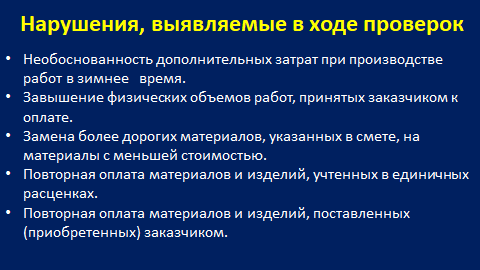 Нарушения, выявляемые в ходе проверок
• Необоснованность дополнительных затрат при производстве
работ в зимнее время.
• Завышение физических объемов работ, принятых заказчиком к
оплате.
• Замена более дорогих материалов, указанных в смете, на
материалы с меньшей стоимостью.
• Повторная оплата материалов и изделий, учтенных в единичных
расценках.
• Повторная оплата материалов и изделий, поставленных
(приобретенных) заказчиком.